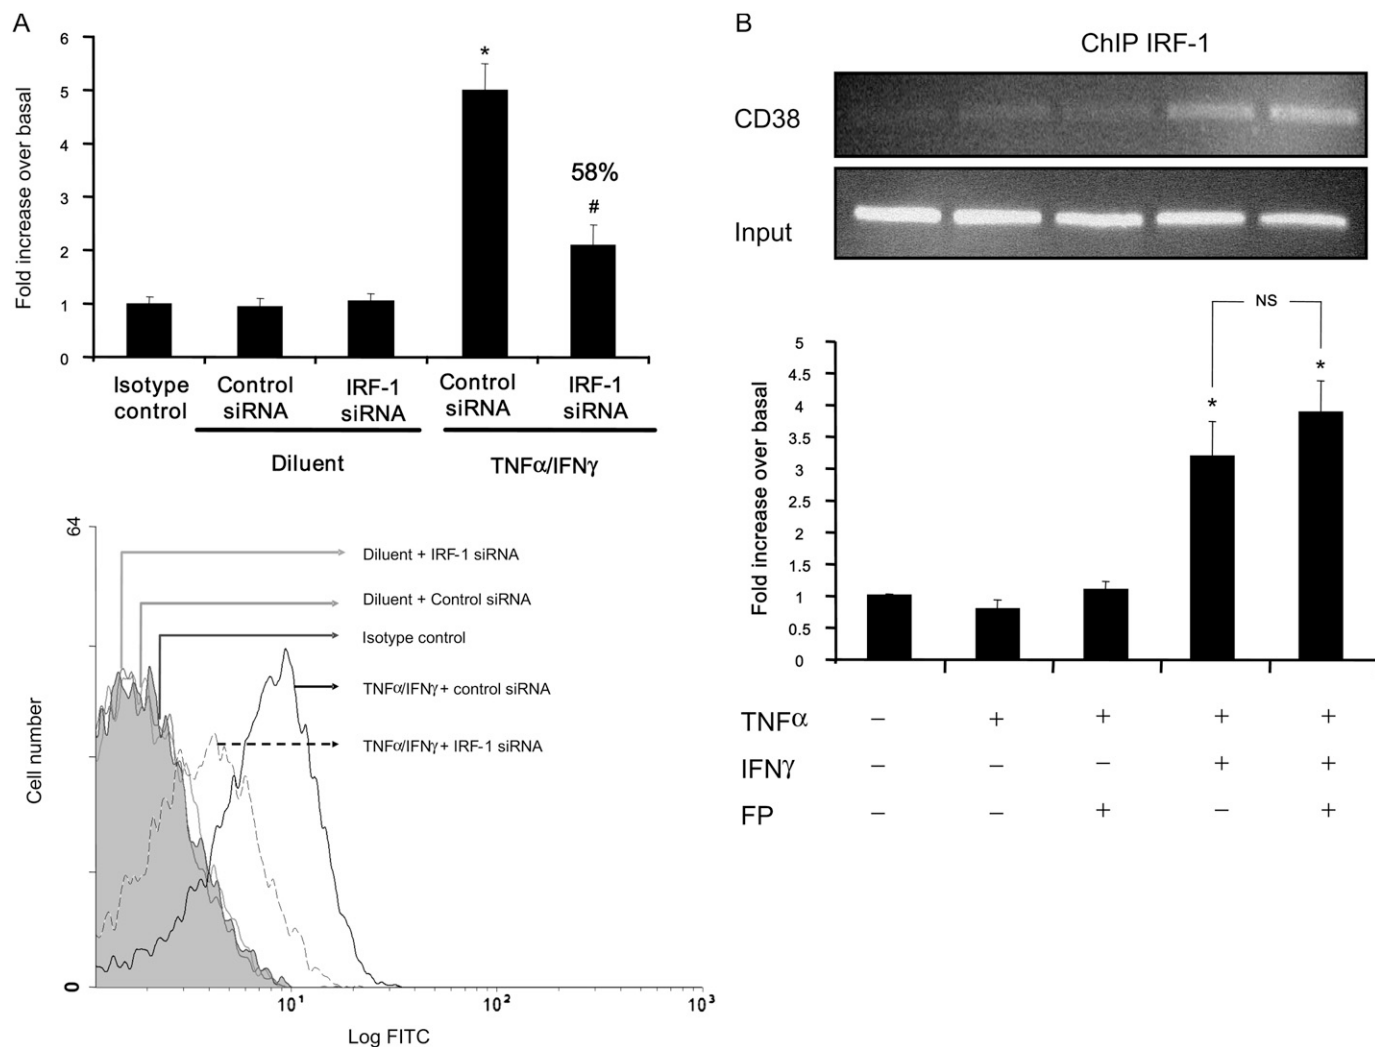 A
Fold increase over basal
6
5
4
3
2
1
0
*
58%
#
Isotype control
Control siRNA
IRF-1 siRNA
Control siRNA
IRF-1 siRNA
Diluent
TNFα/IFNγ
64
0
Cell number
Diluent + IRF-1 siRNA
Diluent + Control siRNA
Isotype control
TNFα/IFNγ + control siRNA
TNFα/IFNγ + IRF-1 siRNA
10¹ 10² 10³
Log FITC
B
ChIP IRF-1
CD38
Input
NS
Fold increase over basal
5
4.5
4
3.5
3
2.5
2
1.5
1
0.5
0
* *
TNFα – + + + +
IFNγ – – – + +
FP – – + – +